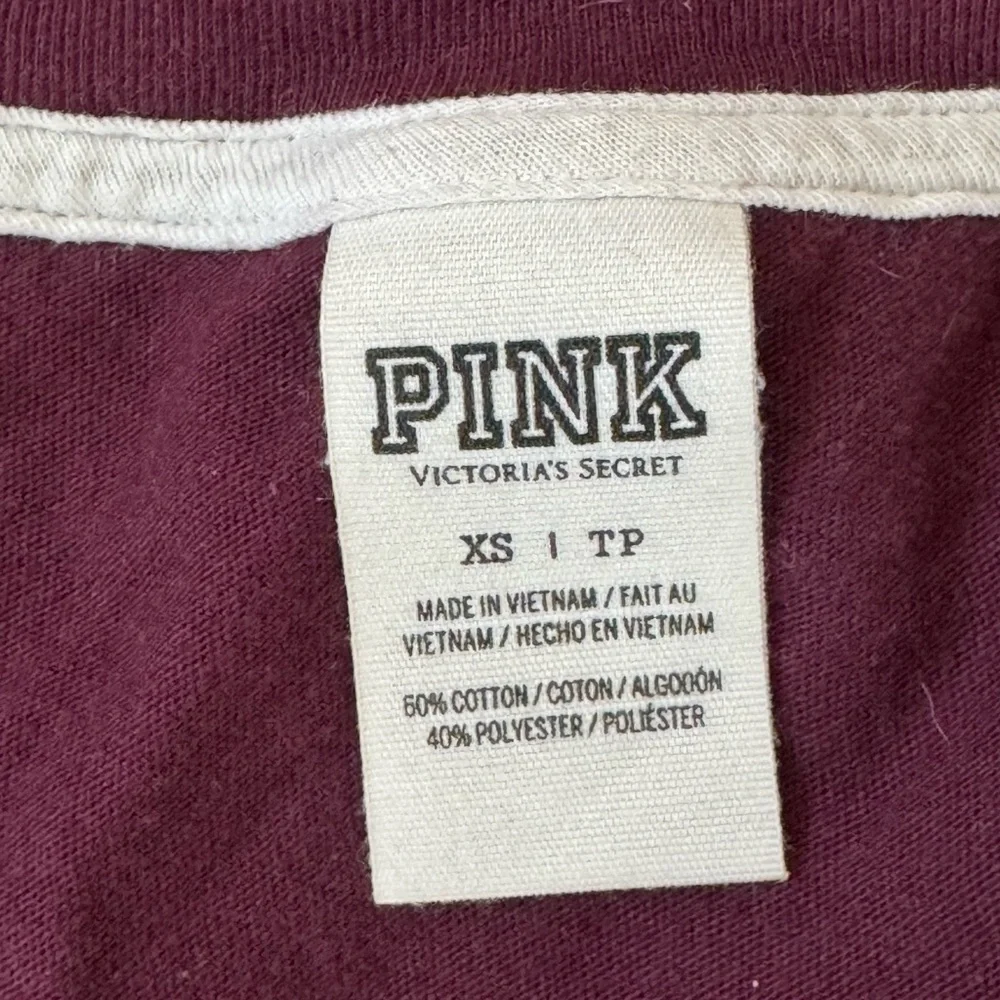 PINK
VICTORIA'S SECRET
XS | TP
MADE IN VIETNAM / FAIT AU
VIETNAM / HECHO EN VIETNAM
60% COTTON / COTON / ALGODÓN
40% POLYESTER / POLIÉSTER